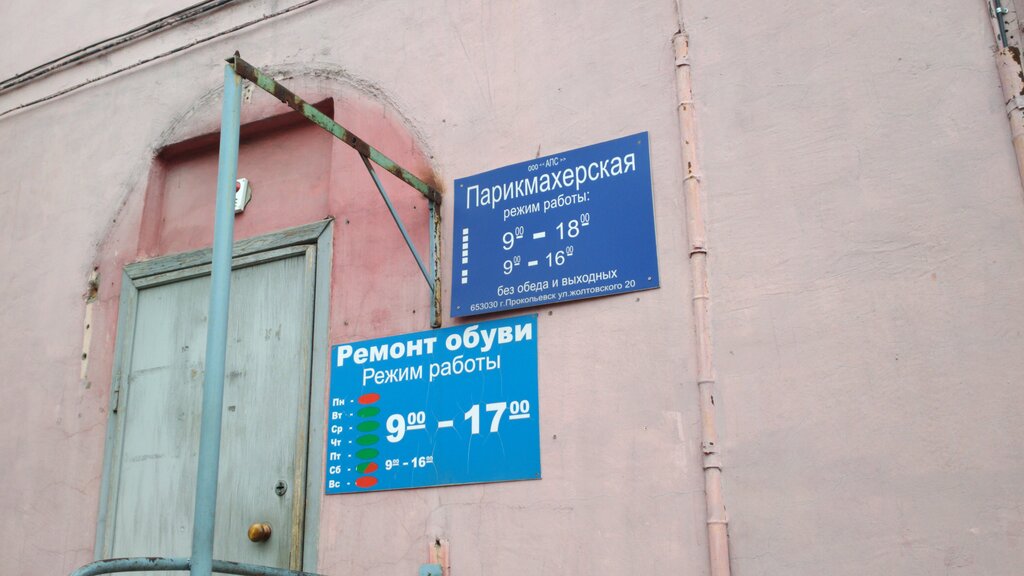 ООО "АПС"
Парикмахерская
режим работы:
9⁰⁰ - 18⁰⁰
9⁰⁰ - 16⁰⁰
без обеда и выходных
653030 г.Прокопьевск ул.жолтовского 20
Ремонт обуви
Режим работы
Пн -
Вт -
Ср -
Чт -
Пт -
9⁰⁰ - 17⁰⁰
Сб - 9⁰⁰ - 16⁰⁰
Вс -